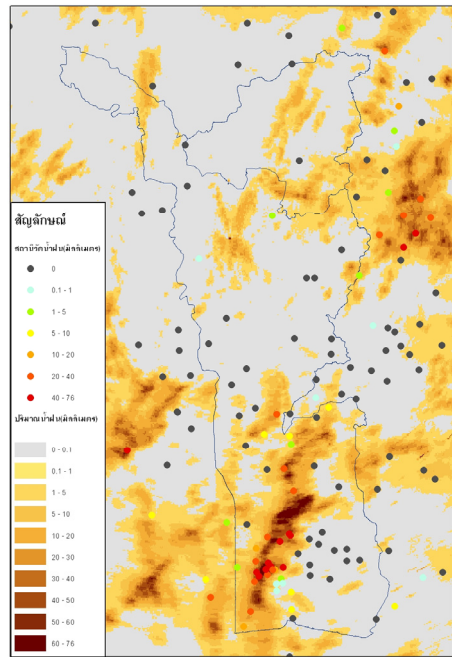 สัญลักษณ์
สถานีวัดน้ำฝน(มิลลิเมตร)
0
0.1 - 1
1 - 5
5 - 10
10 - 20
20 - 40
40 - 76
ปริมาณน้ำฝน(มิลลิเมตร)
0 - 0.1
0.1 - 1
1 - 5
5 - 10
10 - 20
20 - 30
30 - 40
40 - 50
50 - 60
60 - 76